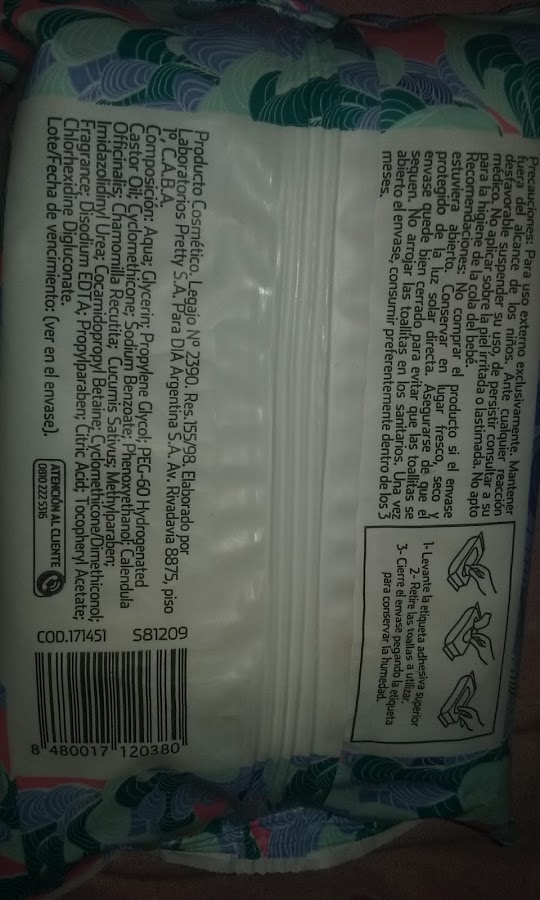 Precauciones: Para uso externo exclusivamente. Mantener
fuera del alcance de los niños. Ante cualquier reacción
desfavorable suspender su uso, de persistir consultar a su
médico. No aplicar sobre la piel irritada o lastimada. No apto
para la higiene de la cola del bebé.
Recomendaciones: No comprar el producto si el envase
estuviera abierto. Conservar en lugar fresco, seco y
protegido de la luz solar directa. Asegurarse de que el
envase quede bien cerrado para evitar que las toallitas se
sequen. No arrojar las toallitas en los sanitarios. Una vez
abierto el envase, consumir preferentemente dentro de los 3
meses.
1- Levante la etiqueta adhesiva superior
2- Retire las toallas a utilizar.
3- Cierre el envase pegando la etiqueta
para conservar la humedad.
Producto Cosmético. Legajo Nº 2390. Res.155/98. Elaborado por
Laboratorios Pretty S.A. Para DIA Argentina S.A. Av. Rivadavia 8875, piso
1º, C.A.B.A.
Composición: Aqua; Glycerin; Propylene Glycol; PEG-60 Hydrogenated
Castor Oil; Cyclomethicone; Sodium Benzoate; Phenoxyethanol; Calendula
Officinalis; Chamomilla Recutita; Cucumis Sativus; Methylparaben;
Imidazolidinyl Urea; Cocamidopropyl Betaine; Cyclomethicone/Dimethiconol;
Fragrance; Disodium EDTA; Propylparaben; Citric Acid; Tocopheryl Acetate;
Chlorhexidine Digluconate.
Lote/Fecha de vencimiento: (ver en el envase).
ATENCIÓN AL CLIENTE
0810 222 5316
S81209
COD.171451
8 480017 120380